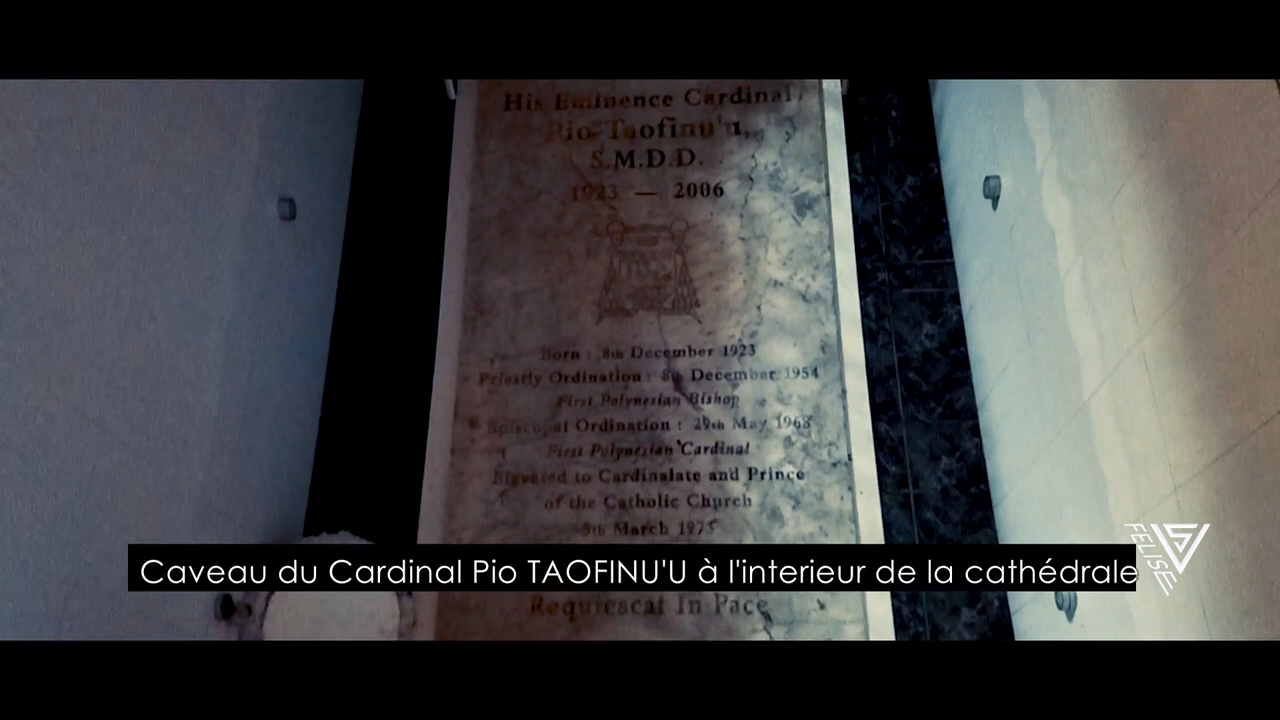 His Eminence Cardinal,
Pio Taofinu'u,
S.M.D.D.
1923 — 2006
Born : 8th December 1923
Priestly Ordination : 8th December 1954
First Polynesian Bishop
Episcopal Ordination : 29th May 1968
First Polynesian Cardinal
Elevated to Cardinalate and Prince
of the Catholic Church
5th March 1973
Caveau du Cardinal Pio TAOFINU'U à l'interieur de la cathédrale
Requiescat In Pace
FELISE